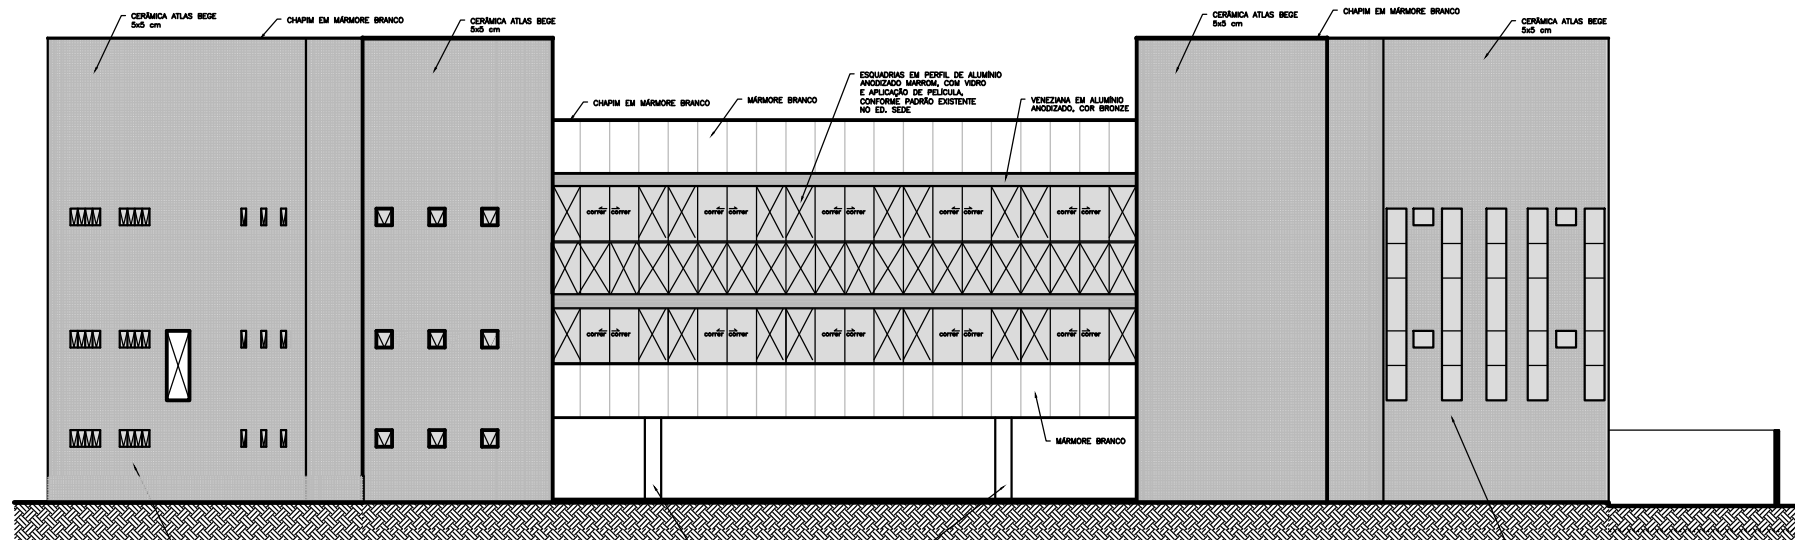 CERÂMICA ATLAS BEGE
5x5 cm
CHAPIM EM MÁRMORE BRANCO
CERÂMICA ATLAS BEGE
5x5 cm
CERÂMICA ATLAS BEGE
5x5 cm
CHAPIM EM MÁRMORE BRANCO
CERÂMICA ATLAS BEGE
5x5 cm
CHAPIM EM MÁRMORE BRANCO
MÁRMORE BRANCO
ESQUADRIAS EM PERFIL DE ALUMÍNIO
ANODIZADO MARROM, COM VIDRO
E APLICAÇÃO DE PELÍCULA,
CONFORME PADRÃO EXISTENTE
NO ED. SEDE
VENEZIANA EM ALUMÍNIO
ANODIZADO, COR BRONZE
correr correr correr correr correr correr correr correr correr correr
correr correr correr correr correr correr correr correr correr correr
MÁRMORE BRANCO